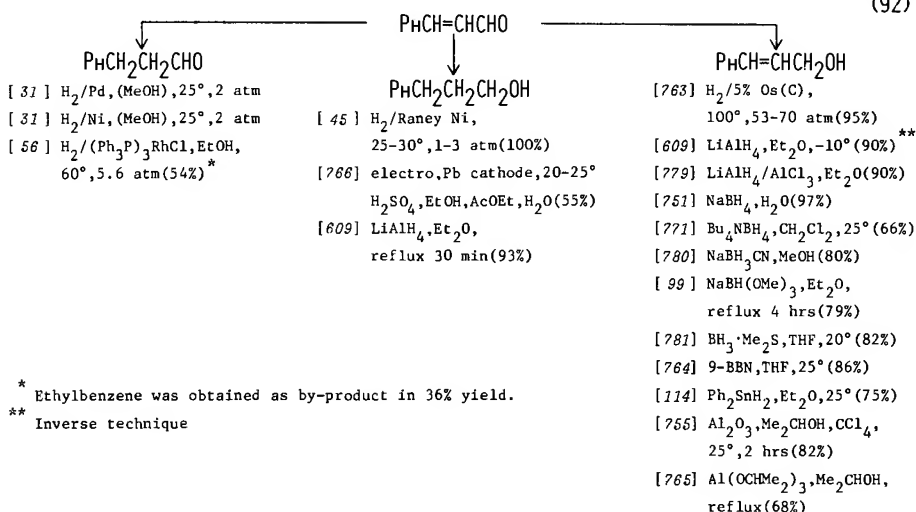 (92)
PHCH=CHCHO
PHCH₂CH₂CHO
[31] H₂/Pd,(MeOH),25°,2 atm
[31] H₂/Ni,(MeOH),25°,2 atm
[56] H₂/(Ph₃P)₃RhCl,EtOH,
60°,5.6 atm(54%)*
PHCH₂CH₂CH₂OH
[45] H₂/Raney Ni,
25-30°,1-3 atm(100%)
[766] electro,Pb cathode,20-25°
H₂SO₄,EtOH,AcOEt,H₂O(55%)
[609] LiAlH₄,Et₂O,
reflux 30 min(93%)
PHCH=CHCH₂OH
[763] H₂/5% Os(C),
100°,53-70 atm(95%)
[609] LiAlH₄,Et₂O,-10°(90%)**
[779] LiAlH₄/AlCl₃,Et₂O(90%)
[751] NaBH₄,H₂O(97%)
[771] Bu₄NBH₄,CH₂Cl₂,25°(66%)
[780] NaBH₃CN,MeOH(80%)
[99] NaBH(OMe)₃,Et₂O,
reflux 4 hrs(79%)
[781] BH₃·Me₂S,THF,20°(82%)
[764] 9-BBN,THF,25°(86%)
[114] Ph₂SnH₂,Et₂O,25°(75%)
[755] Al₂O₃,Me₂CHOH,CCl₄,
25°,2 hrs(82%)
[765] Al(OCHMe₂)₃,Me₂CHOH,
reflux(68%)
* Ethylbenzene was obtained as by-product in 36% yield.
** Inverse technique